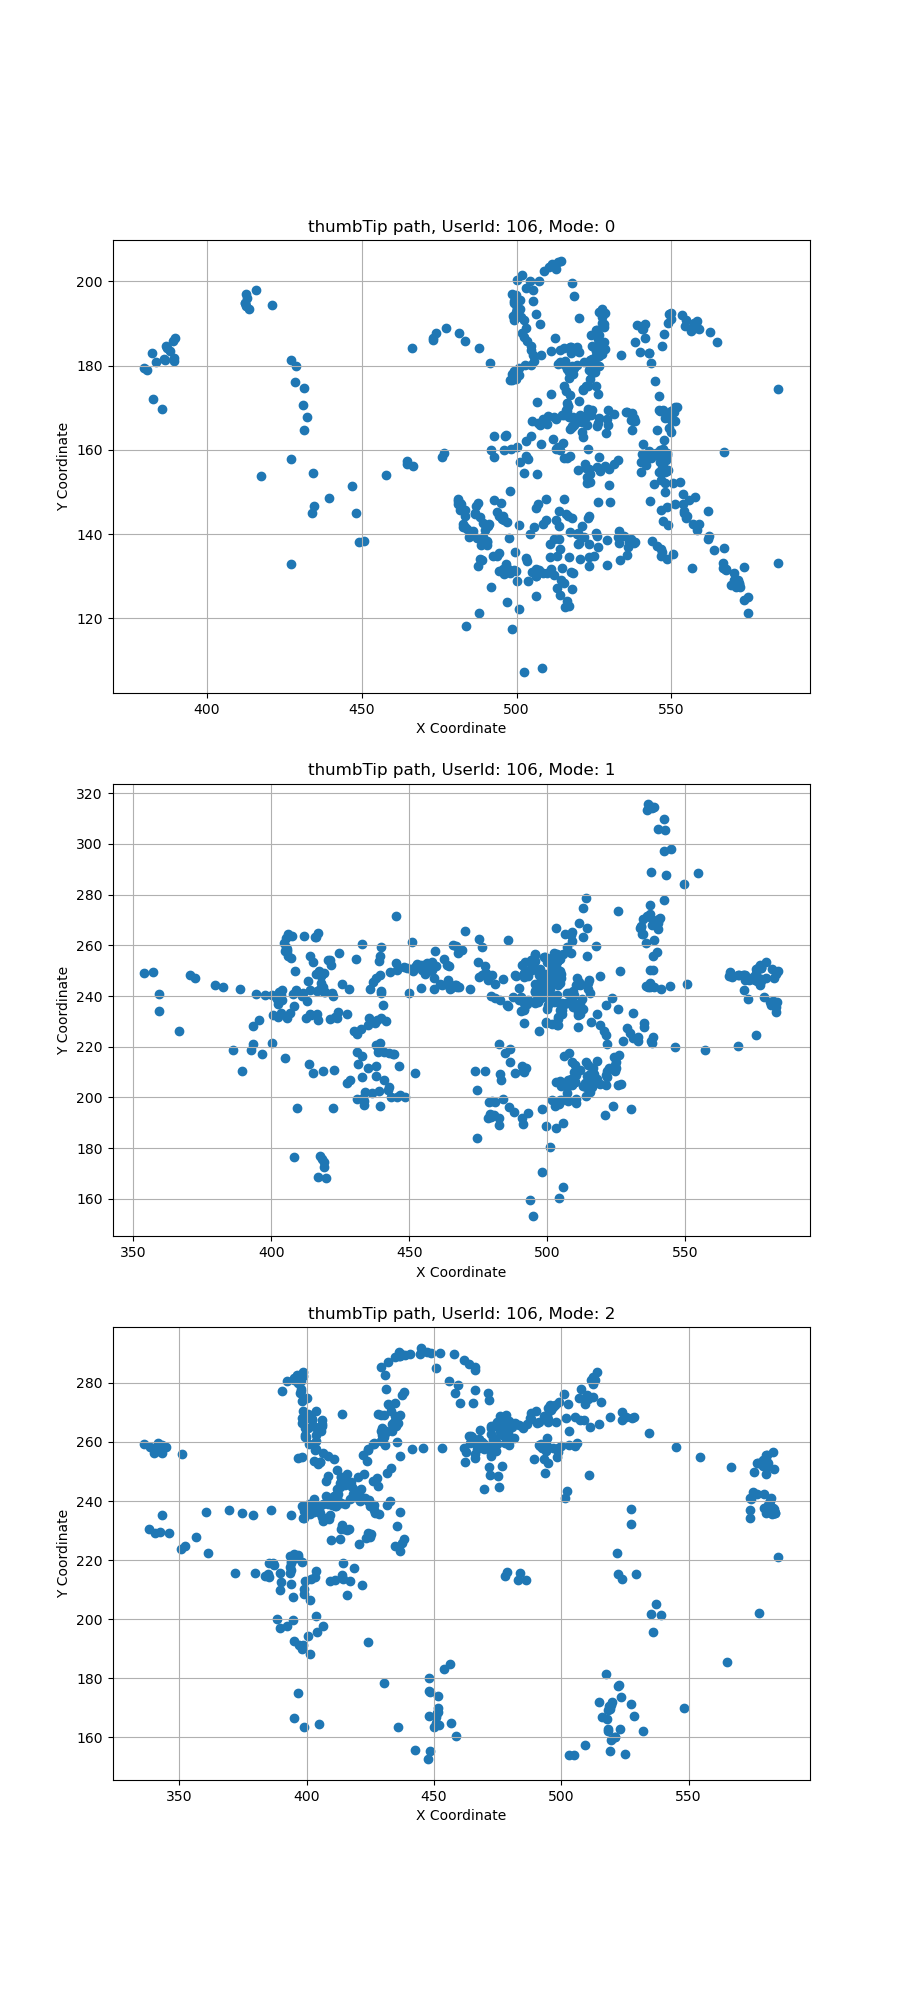 thumbTip path, UserId: 106, Mode: 0
200
180
160
140
120
Y Coordinate
400 450 500 550
X Coordinate
thumbTip path, UserId: 106, Mode: 1
320
300
280
260
240
220
200
180
160
Y Coordinate
350 400 450 500 550
X Coordinate
thumbTip path, UserId: 106, Mode: 2
280
260
240
220
200
180
160
Y Coordinate
350 400 450 500 550
X Coordinate